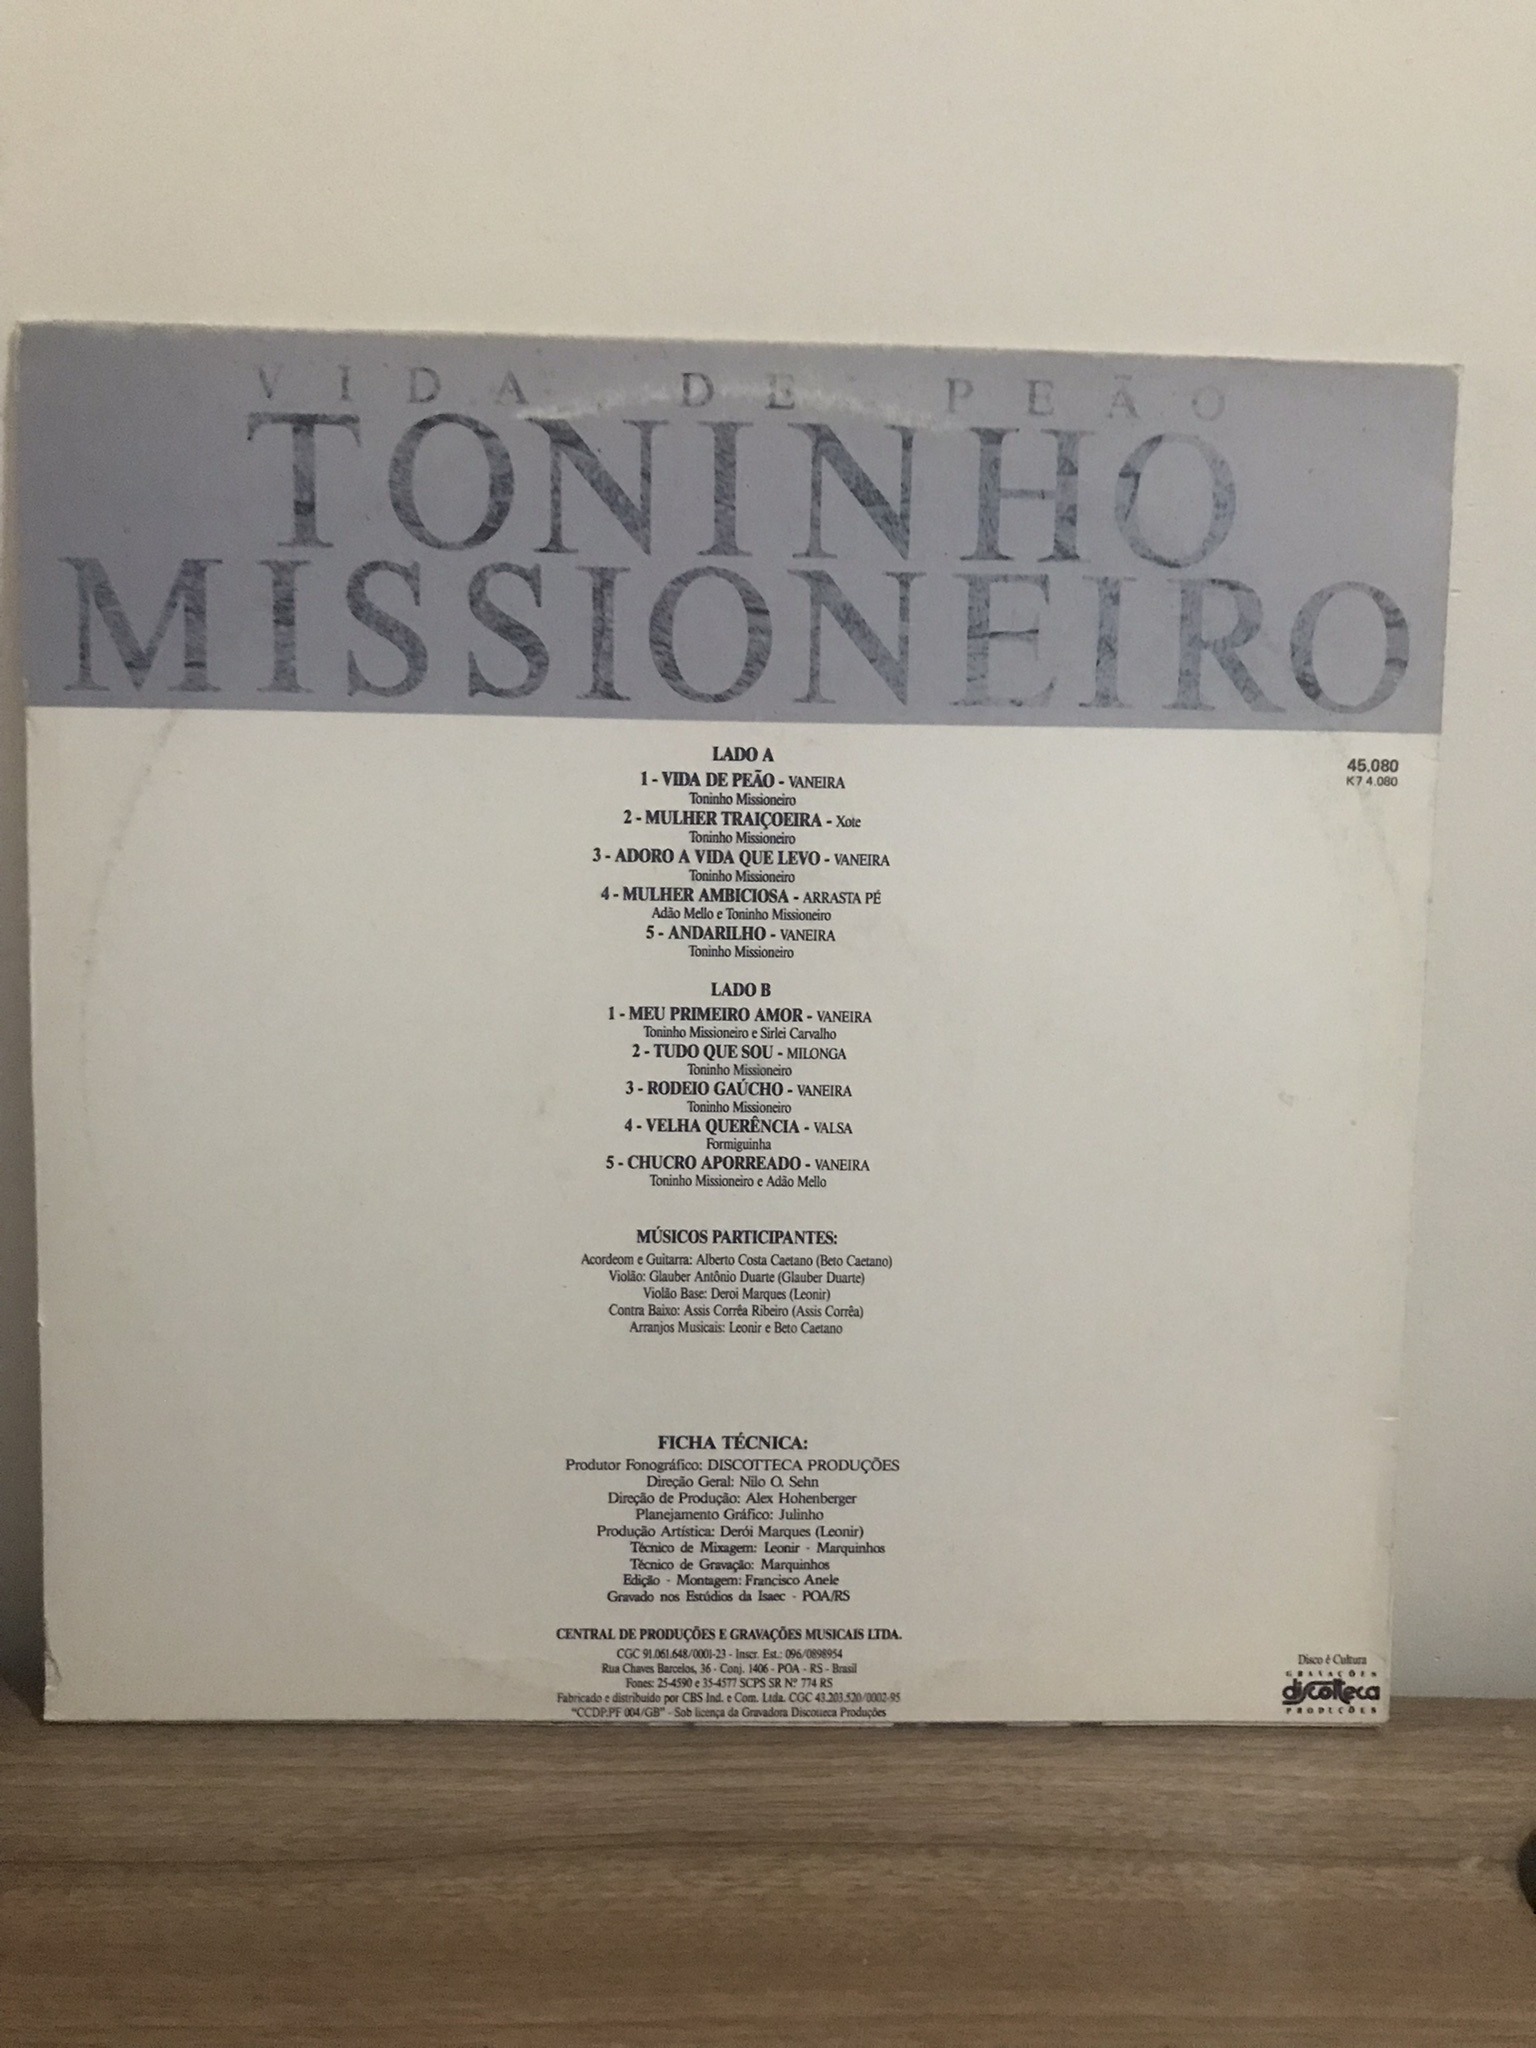 VIDA DE PEÃO
TONINHO
MISSIONEIRO
LADO A
1 - VIDA DE PEÃO - VANEIRA
Toninho Missioneiro
2 - MULHER TRAIÇOEIRA - Xote
Toninho Missioneiro
3 - ADORO A VIDA QUE LEVO - VANEIRA
Toninho Missioneiro
4 - MULHER AMBICIOSA - ARRASTA PÉ
Adão Mello e Toninho Missioneiro
5 - ANDARILHO - VANEIRA
Toninho Missioneiro
45.080
K7 4.080
LADO B
1 - MEU PRIMEIRO AMOR - VANEIRA
Toninho Missioneiro e Sirlei Carvalho
2 - TUDO QUE SOU - MILONGA
Toninho Missioneiro
3 - RODEIO GAÚCHO - VANEIRA
Toninho Missioneiro
4 - VELHA QUERÊNCIA - VALSA
Formiguinha
5 - CHUCRO APORREADO - VANEIRA
Toninho Missioneiro e Adão Mello
MÚSICOS PARTICIPANTES:
Acordeom e Guitarra: Alberto Costa Caetano (Beto Caetano)
Violão: Glauber Antônio Duarte (Glauber Duarte)
Violão Base: Deroi Marques (Leonir)
Contra Baixo: Assis Corrêa Ribeiro (Assis Corrêa)
Arranjos Musicais: Leonir e Beto Caetano
FICHA TÉCNICA:
Produtor Fonográfico: DISCOTTECA PRODUÇÕES
Direção Geral: Nilo O. Sehn
Direção de Produção: Alex Hohenberger
Planejamento Gráfico: Julinho
Produção Artística: Derói Marques (Leonir)
Técnico de Mixagem: Leonir - Marquinhos
Técnico de Gravação: Marquinhos
Edição - Montagem: Francisco Anele
Gravado nos Estúdios da Isaec - POA/RS
CENTRAL DE PRODUÇÕES E GRAVAÇÕES MUSICAIS LTDA.
CGC 91.061.648/0001-23 - Inscr. Est.: 096/0898954
Rua Chaves Barcelos, 36 - Conj. 1406 - POA - RS - Brasil
Fones: 25-4590 e 35-4577 SCPS SR N.º 774 RS
Fabricado e distribuido por CBS Ind. e Com. Ltda. CGC 43.203.520/0002-95
"CCDP.PF 004/GB" - Sob licença da Gravadora Discotteca Produções
Disco é Cultura
GRAVAÇÕES
discotteca
PRODUÇÕES